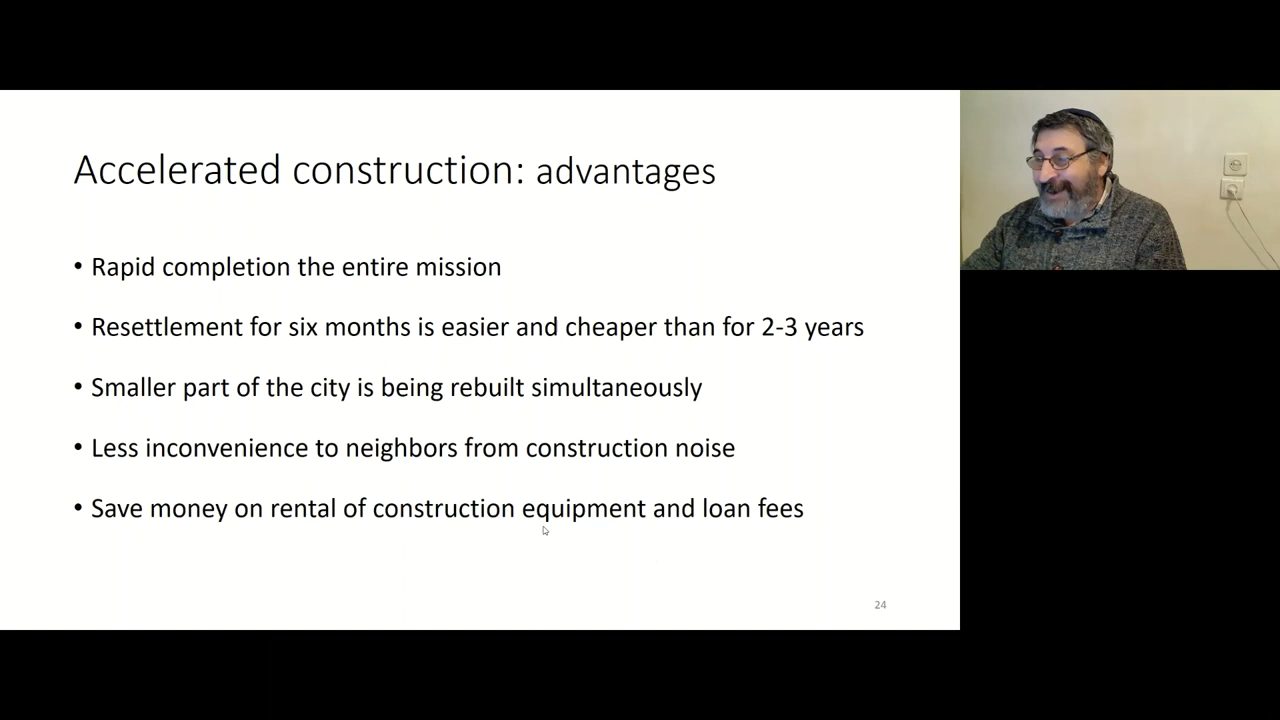 Accelerated construction: advantages
• Rapid completion the entire mission
• Resettlement for six months is easier and cheaper than for 2-3 years
• Smaller part of the city is being rebuilt simultaneously
• Less inconvenience to neighbors from construction noise
• Save money on rental of construction equipment and loan fees
24